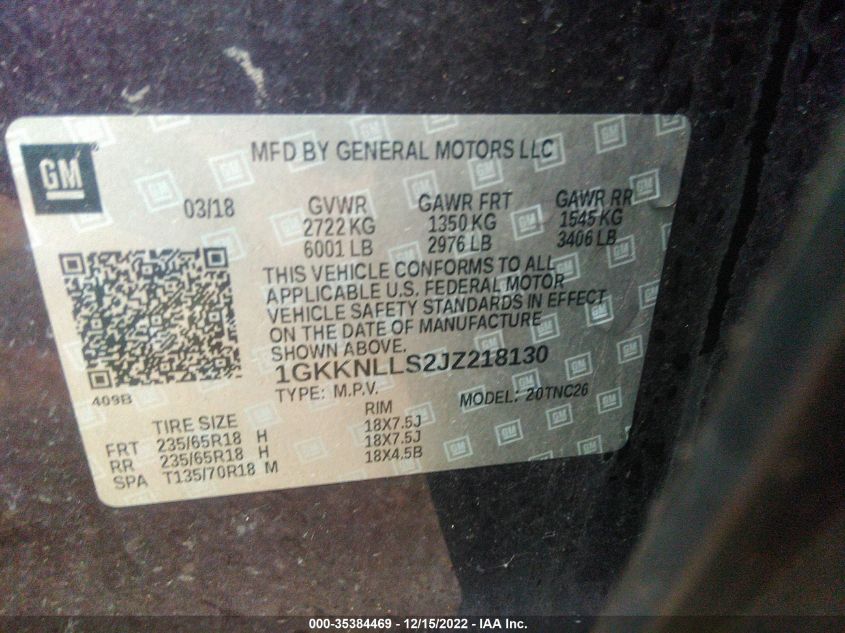 GM
MFD BY GENERAL MOTORS LLC
03/18 GVWR GAWR FRT GAWR RR
2722 KG 1350 KG 1545 KG
6001 LB 2976 LB 3406 LB
THIS VEHICLE CONFORMS TO ALL
APPLICABLE U.S. FEDERAL MOTOR
VEHICLE SAFETY STANDARDS IN EFFECT
ON THE DATE OF MANUFACTURE
SHOWN ABOVE.
1GKKNLLS2JZ218130
409B TYPE: M.P.V. MODEL: 20TNC26
TIRE SIZE RIM
FRT 235/65R18 H 18X7.5J
RR 235/65R18 H 18X7.5J
SPA T135/70R18 M 18X4.5B
000-35384469 - 12/15/2022 - IAA Inc.